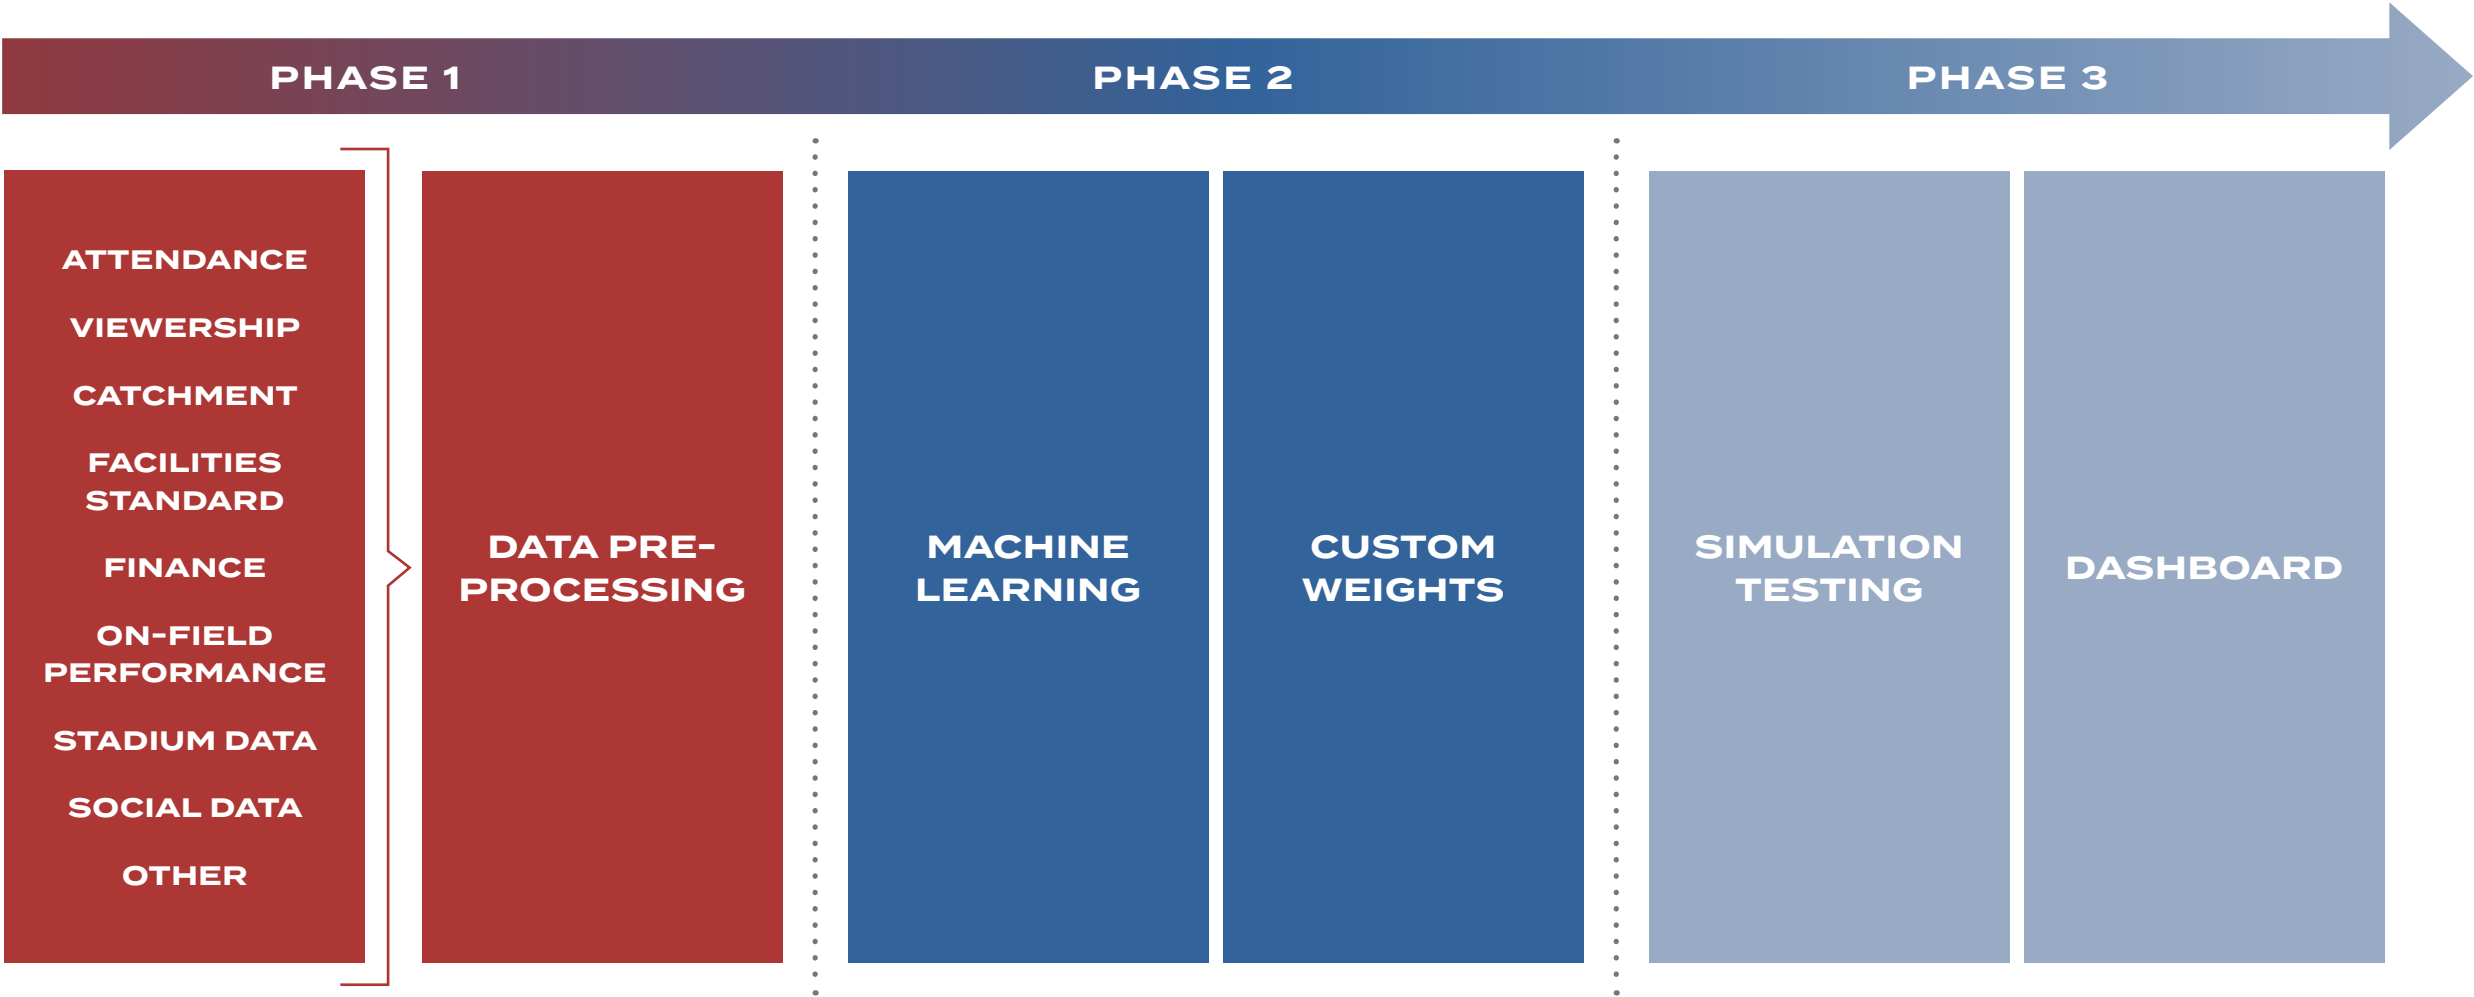 PHASE 1
PHASE 2
PHASE 3
ATTENDANCE
VIEWERSHIP
CATCHMENT
FACILITIES
STANDARD
FINANCE
ON-FIELD
PERFORMANCE
STADIUM DATA
SOCIAL DATA
OTHER
DATA PRE-
PROCESSING
MACHINE
LEARNING
CUSTOM
WEIGHTS
SIMULATION
TESTING
DASHBOARD